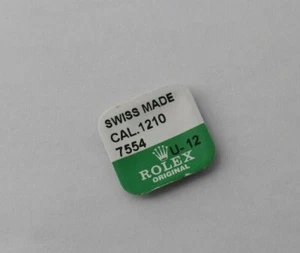 SWISS MADE
CAL.1210
7554
U-12
ROLEX
ORIGINAL